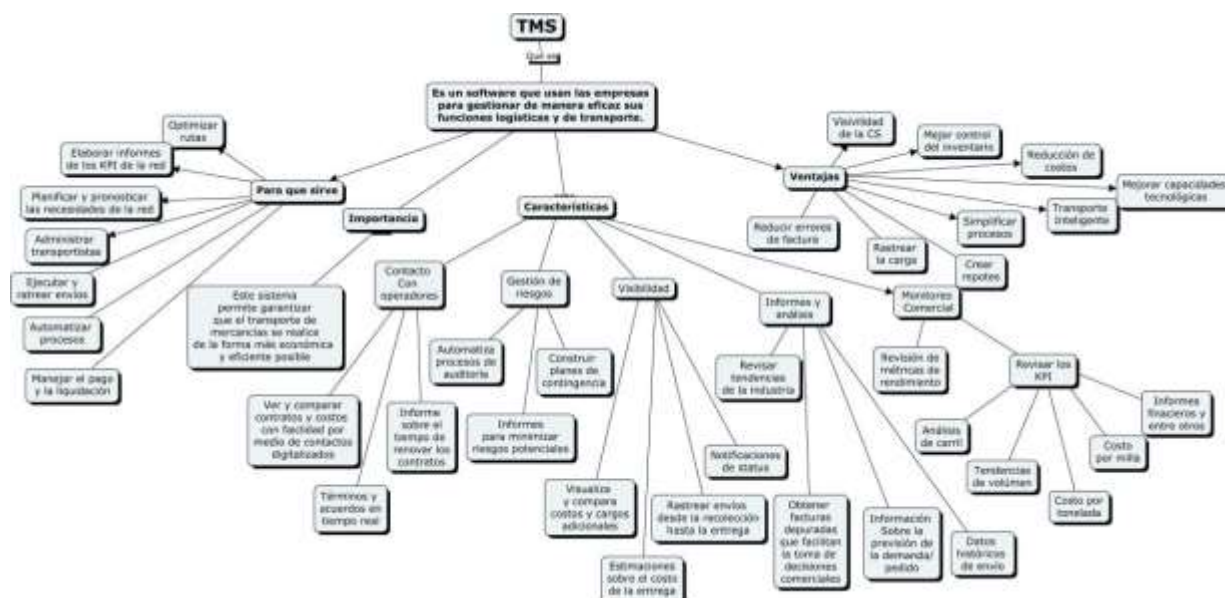 TMS
Que es
Es un software que usan las empresas
para gestionar de manera eficaz sus
funciones logísticas y de transporte.
Para que sirve
Optimizar
rutas
Elaborar informes
de los KPI de la red
Planificar y pronosticar
las necesidades de la red
Administrar
transportistas
Ejecutar y
ratrear envíos
Automatizar
procesos
Manejar el pago
y la liquidación
Importancia
Este sistema
permite garantizar
que el transporte de
mercancías se realice
de la forma más económica
y eficiente posible
Características
Contacto
Con
operadores
Ver y comparar
contratos y costos
con facilidad por
medio de contactos
digitalizados
Términos y
acuerdos en
tiempo real
Informe
sobre el
tiempo de
renovar los
contratos
Gestión de
riesgos
Automatiza
procesos de
auditoría
Informes
para minimizar
riesgos potenciales
Construir
planes de
contingencia
Visibilidad
Visualiza
y compara
costos y cargos
adicionales
Estimaciones
sobre el costo
de la entrega
Rastrear envíos
desde la recolección
hasta la entrega
Notificaciones
de status
Informes y
análisis
Revisar
tendencias
de la industria
Obtener
facturas
depuradas
que facilitan
la toma de
decisiones
comerciales
Información
Sobre la
previsión de
la demanda/
pedido
Datos
históricos
de envío
Monitoreo
Comercial
Revisión de
métricas de
rendimiento
Revisar los
KPI
Análisis
de carril
Tendencias
de volúmen
Costo por
tonelada
Costo
por milla
Informes
finacieros y
entre otros
Ventajas
Visivilidad
de la CS
Mejar control
del inventario
Reducción de
costos
Mejorar capacidades
tecnológicas
Transporte
Inteligente
Simplificar
procesos
Crear
repotes
Rastrear
la carga
Reducir errores
de factura